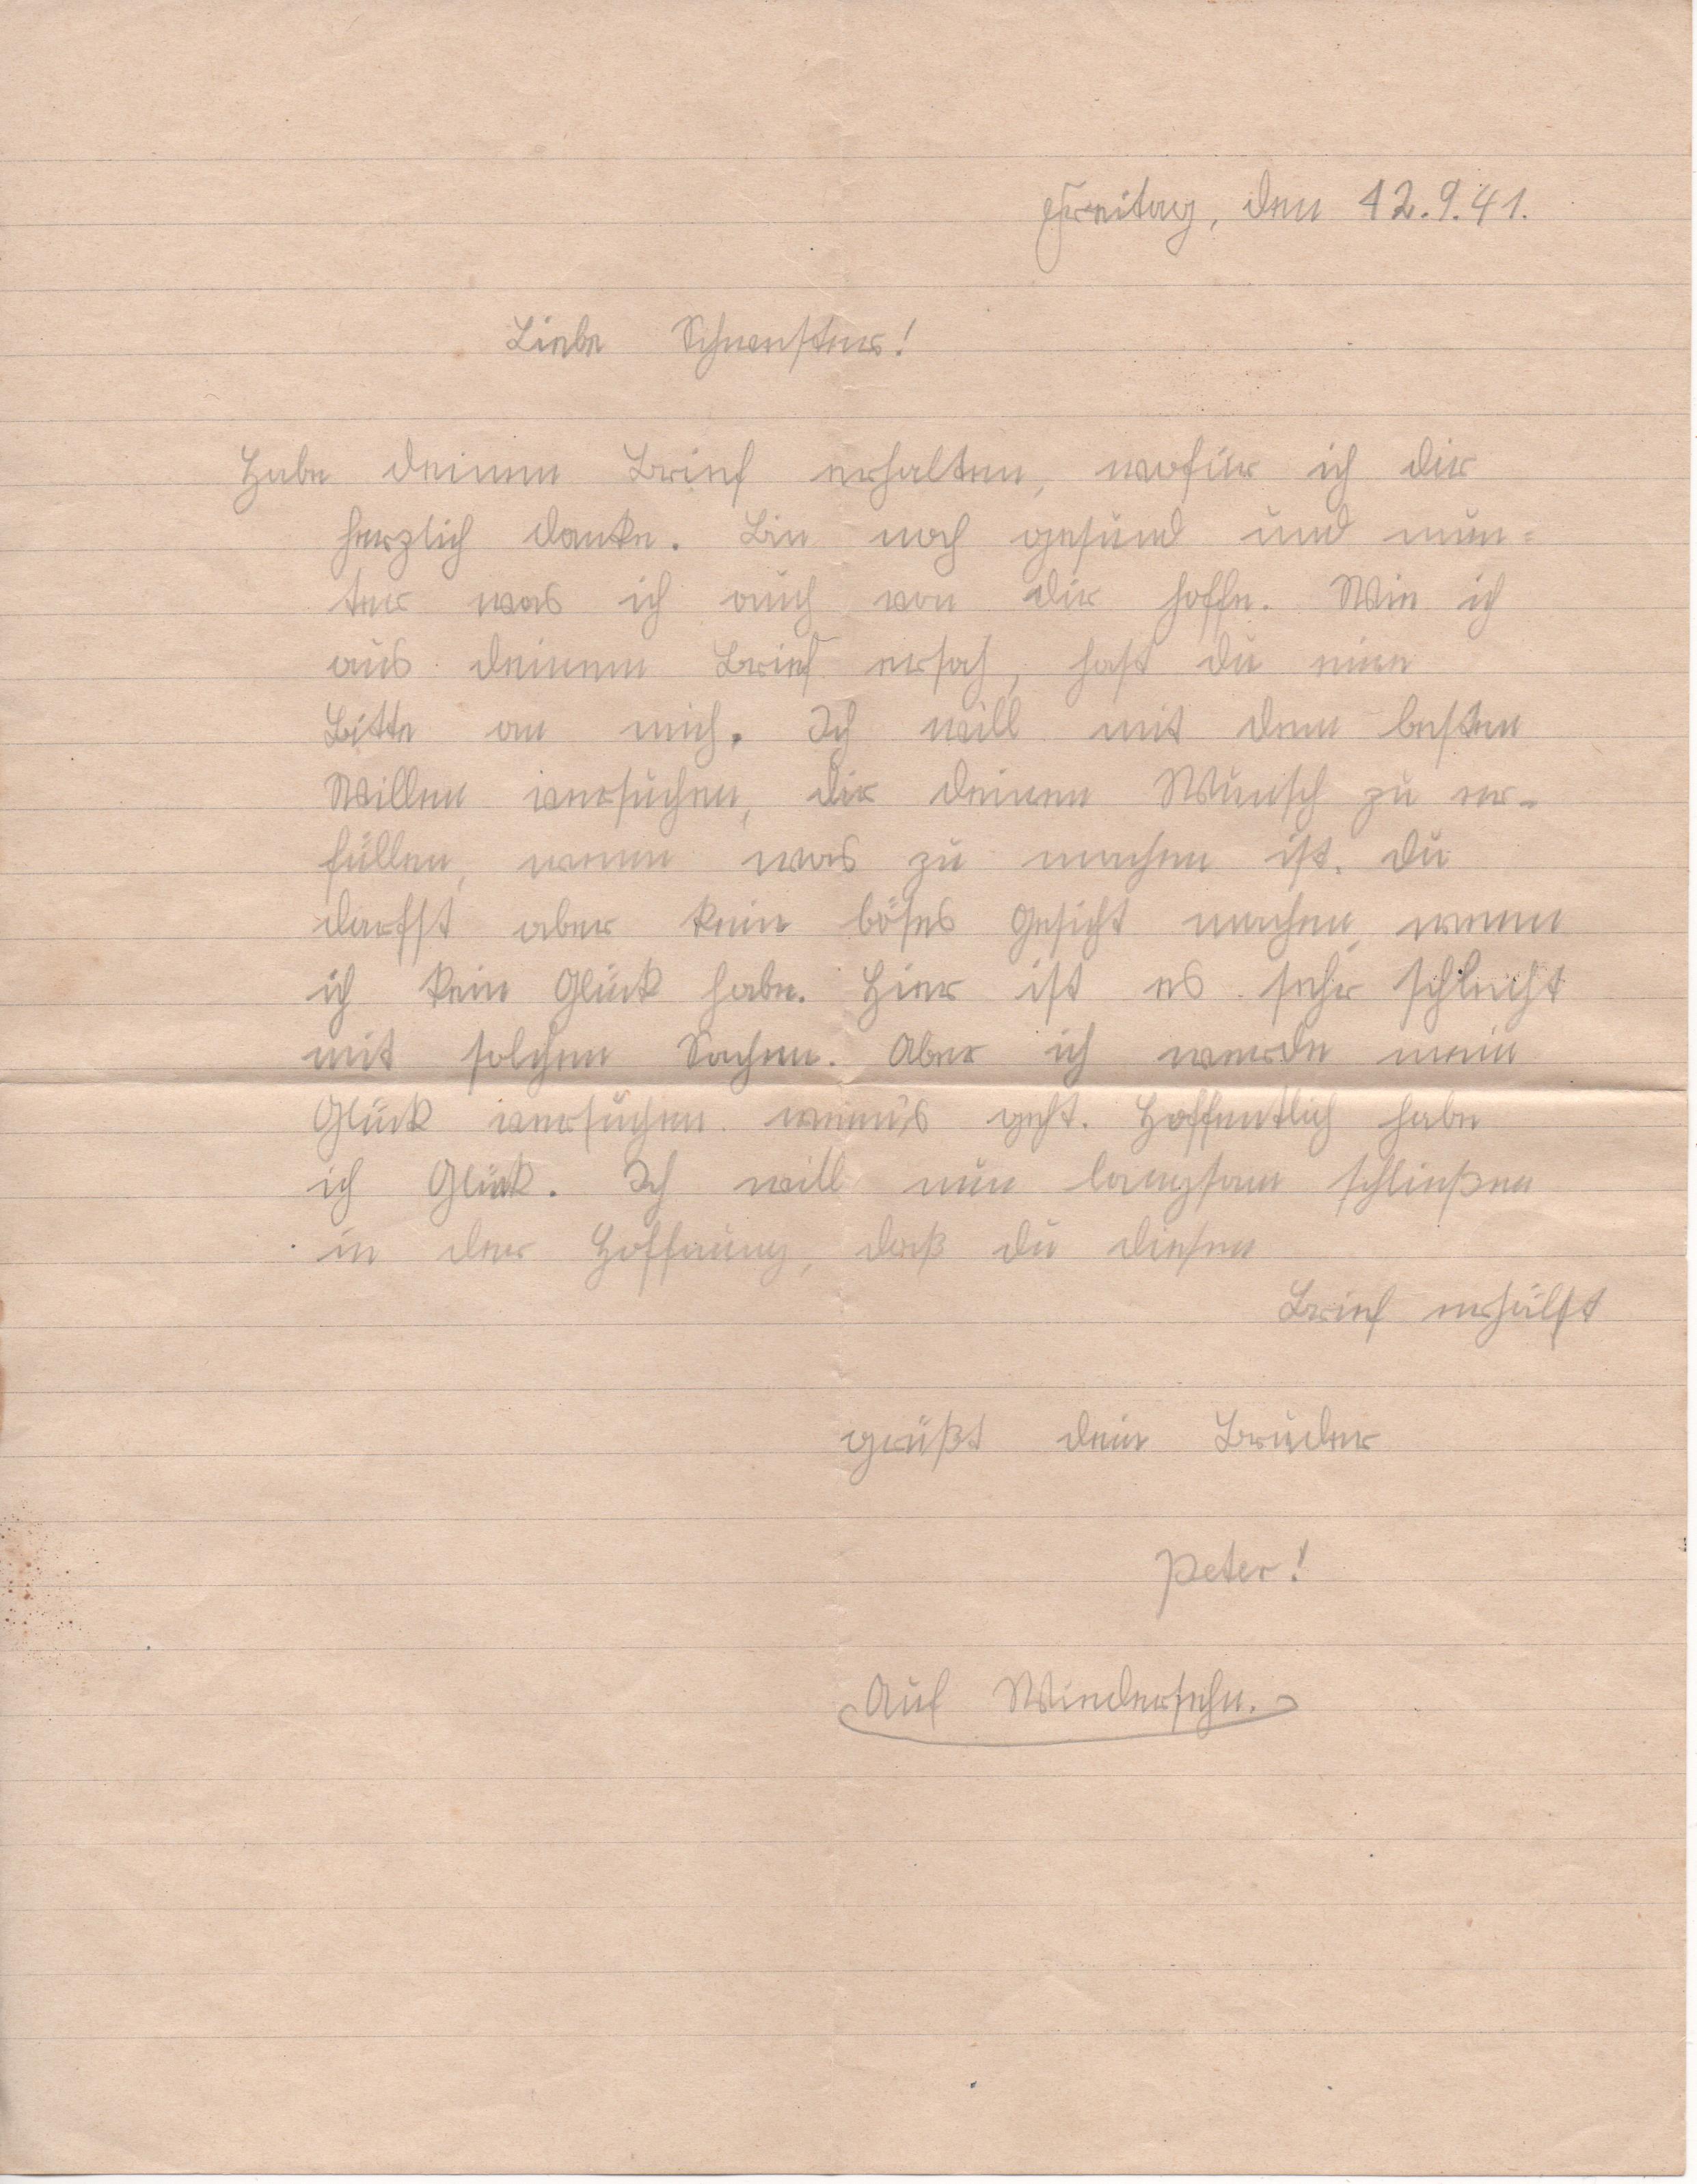 Freitag, den 12.9.41.
Liebe Schwester!
Habe deinen Brief erhalten, wofür ich dir
herzlich danke. Bin noch gesund und mun=
ter was ich auch von dir hoffe. Wie ich
aus deinem Brief ersah, hast du eine
Bitte an mich. Ich will mit dem besten
Willen versuchen, dir deinen Wunsch zu er-
füllen, wenn was zu machen ist. Du
darfst aber kein böses Gesicht machen, wenn
ich kein Glück habe. Hier ist es sehr schlecht
mit solchen Sachen. Aber ich werde mein
Glück versuchen wenn's geht. Hoffentlich habe
ich Glück. Ich will nun langsam schließen
in der Hoffnung, daß du diesen
Brief erhälst
grüßt dein Bruder
Peter!
Auf Wiedersehn.